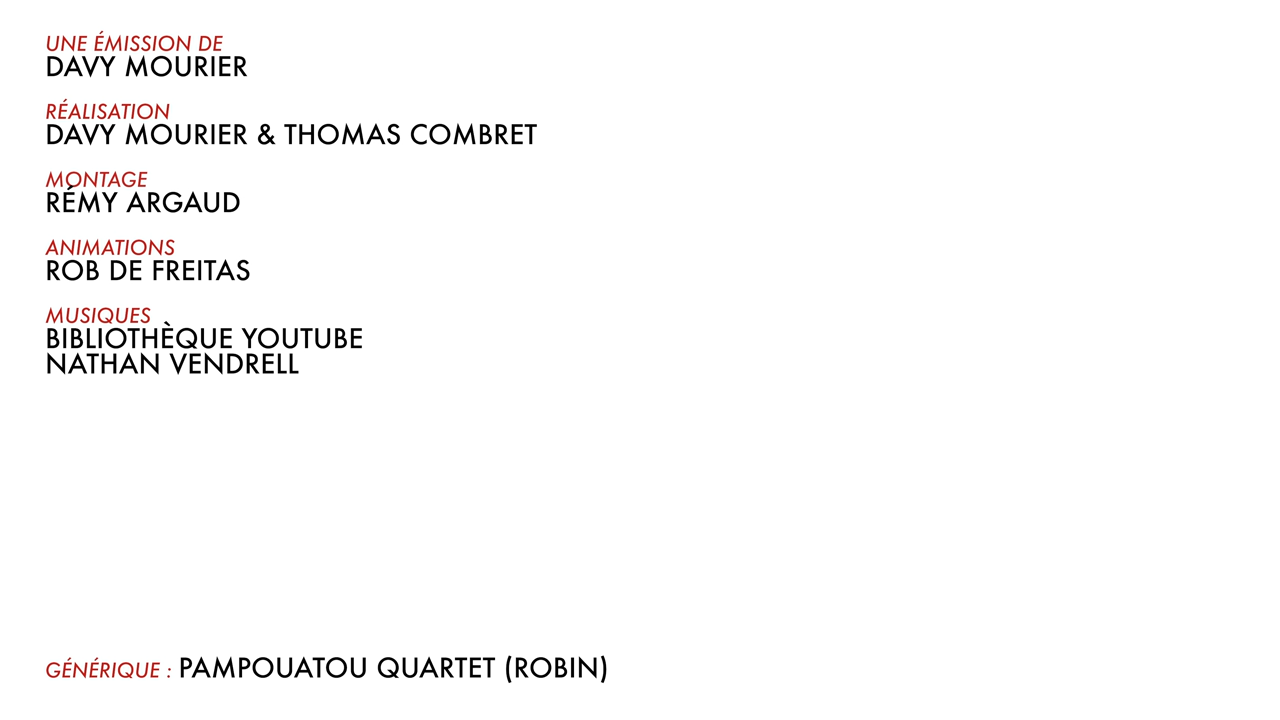 UNE ÉMISSION DE
DAVY MOURIER
RÉALISATION
DAVY MOURIER & THOMAS COMBRET
MONTAGE
RÉMY ARGAUD
ANIMATIONS
ROB DE FREITAS
MUSIQUES
BIBLIOTHÈQUE YOUTUBE
NATHAN VENDRELL
GÉNÉRIQUE : PAMPOUATOU QUARTET (ROBIN)